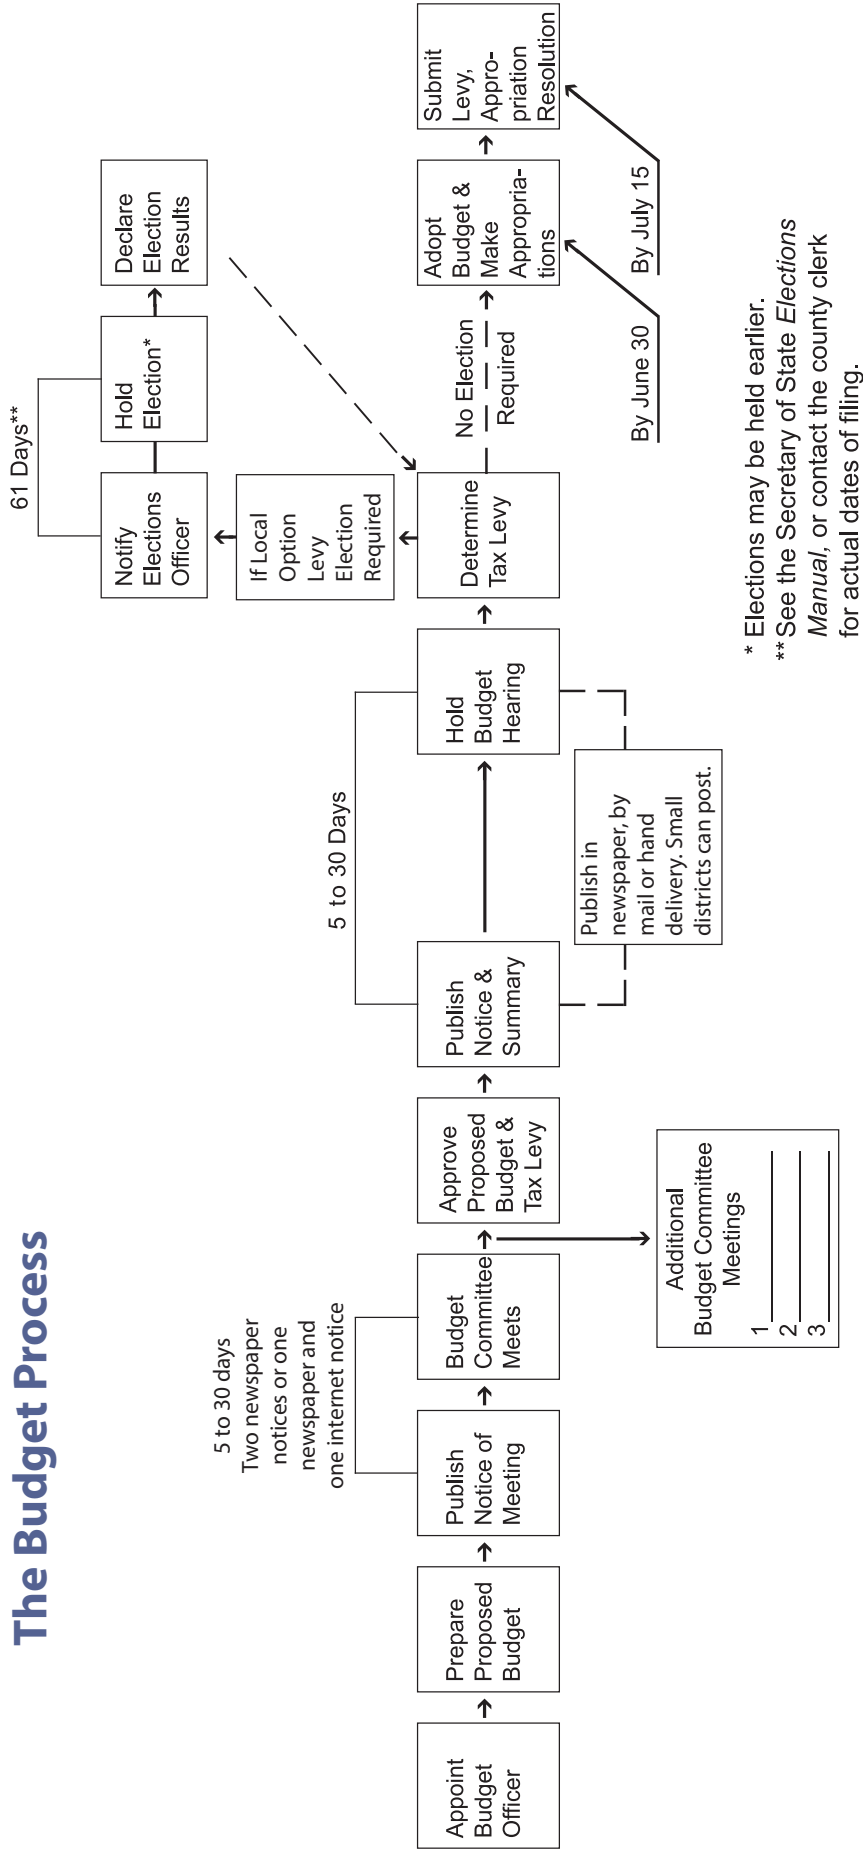 The Budget Process
Appoint
Budget
Officer
Prepare
Proposed
Budget
Publish
Notice of
Meeting
5 to 30 days
Two newspaper
notices or one
newspaper and
one internet notice
Budget
Committee
Meets
Additional
Budget Committee
Meetings
1
2
3
Approve
Proposed
Budget &
Tax Levy
Publish
Notice &
Summary
5 to 30 Days
Publish in
newspaper, by
mail or hand
delivery. Small
districts can post.
Hold
Budget
Hearing
Determine
Tax Levy
If Local
Option
Levy
Election
Required
Notify
Elections
Officer
61 Days**
Hold
Election*
Declare
Election
Results
No Election
Required
Adopt
Budget &
Make
Appropria-
tions
By June 30
Submit
Levy,
Appro-
priation
Resolution
By July 15
* Elections may be held earlier.
** See the Secretary of State Elections
Manual, or contact the county clerk
for actual dates of filing.